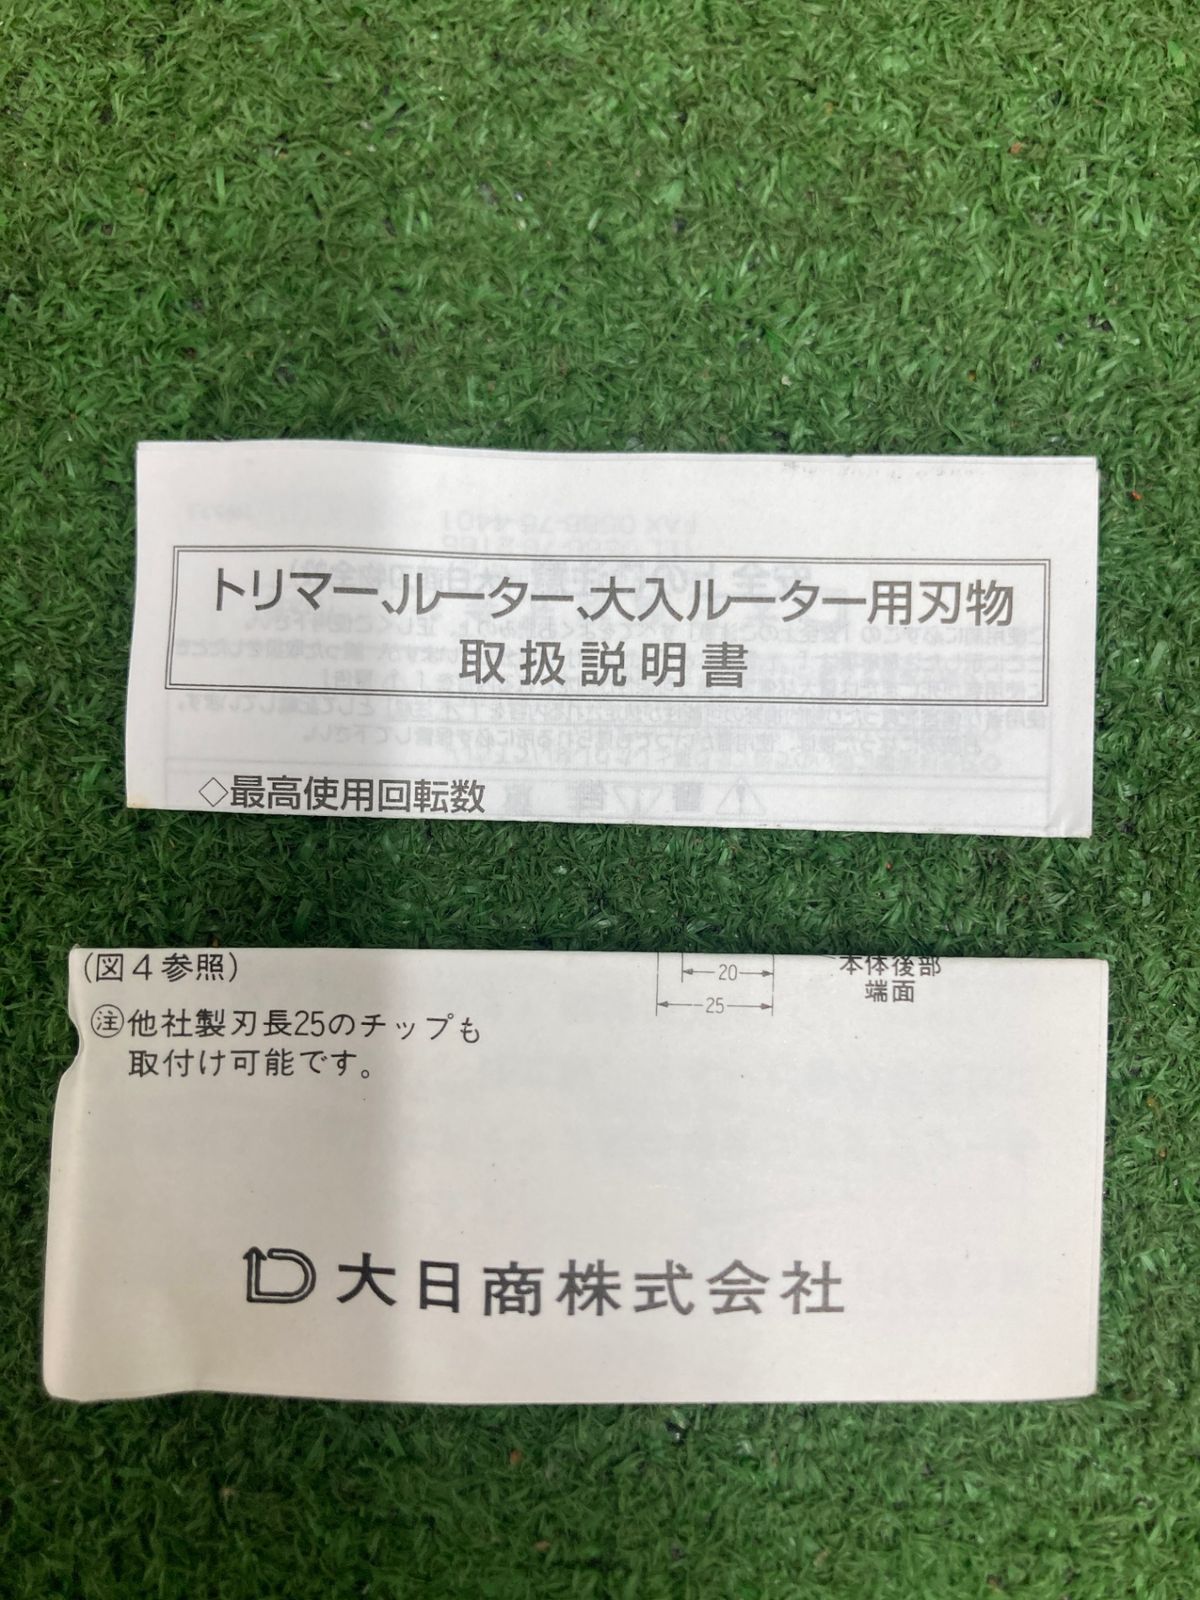 トリマー、ルーター、大入ルーター用刃物
取扱説明書
◇最高使用回転数
(図4参照)
20
本体後部
端面
25
㊟他社製刃長25のチップも
取付け可能です。
大日商株式会社